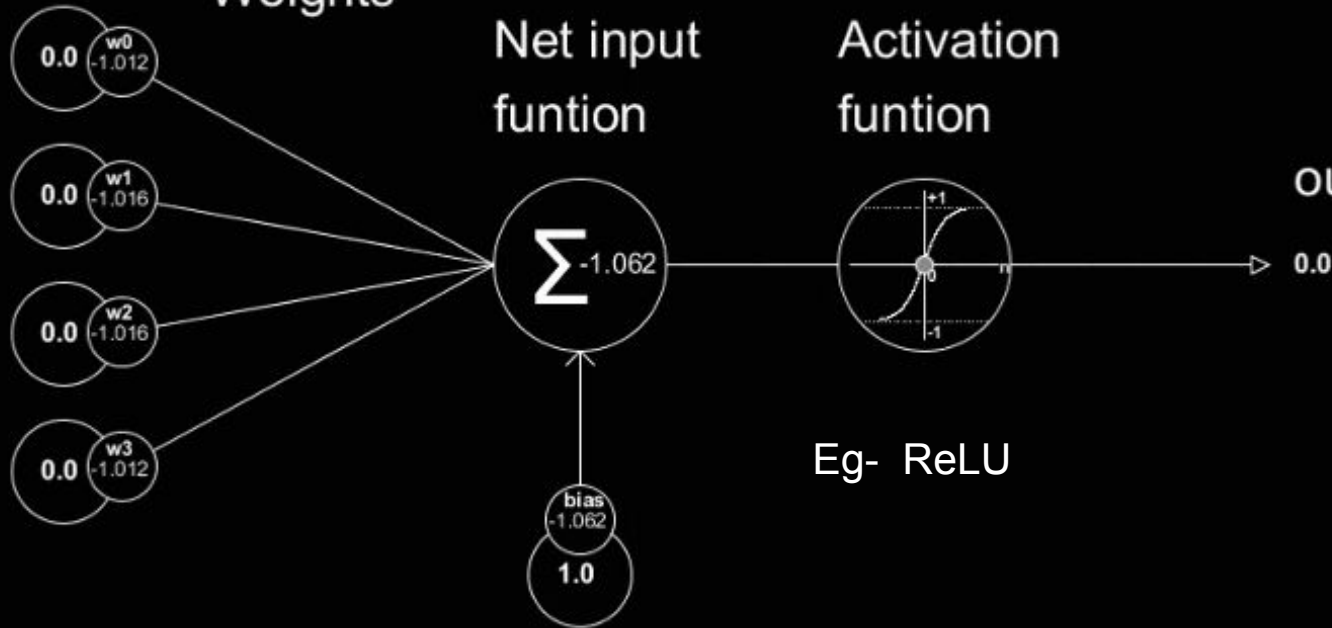 Weights
0.0 w0 -1.012
Net input
funtion
Activation
funtion
0.0 w1 -1.016
+1
Σ -1.062
0
n
-1
0.0
0.0 w2 -1.016
0.0 w3 -1.012
Eg- ReLU
bias
-1.062
1.0